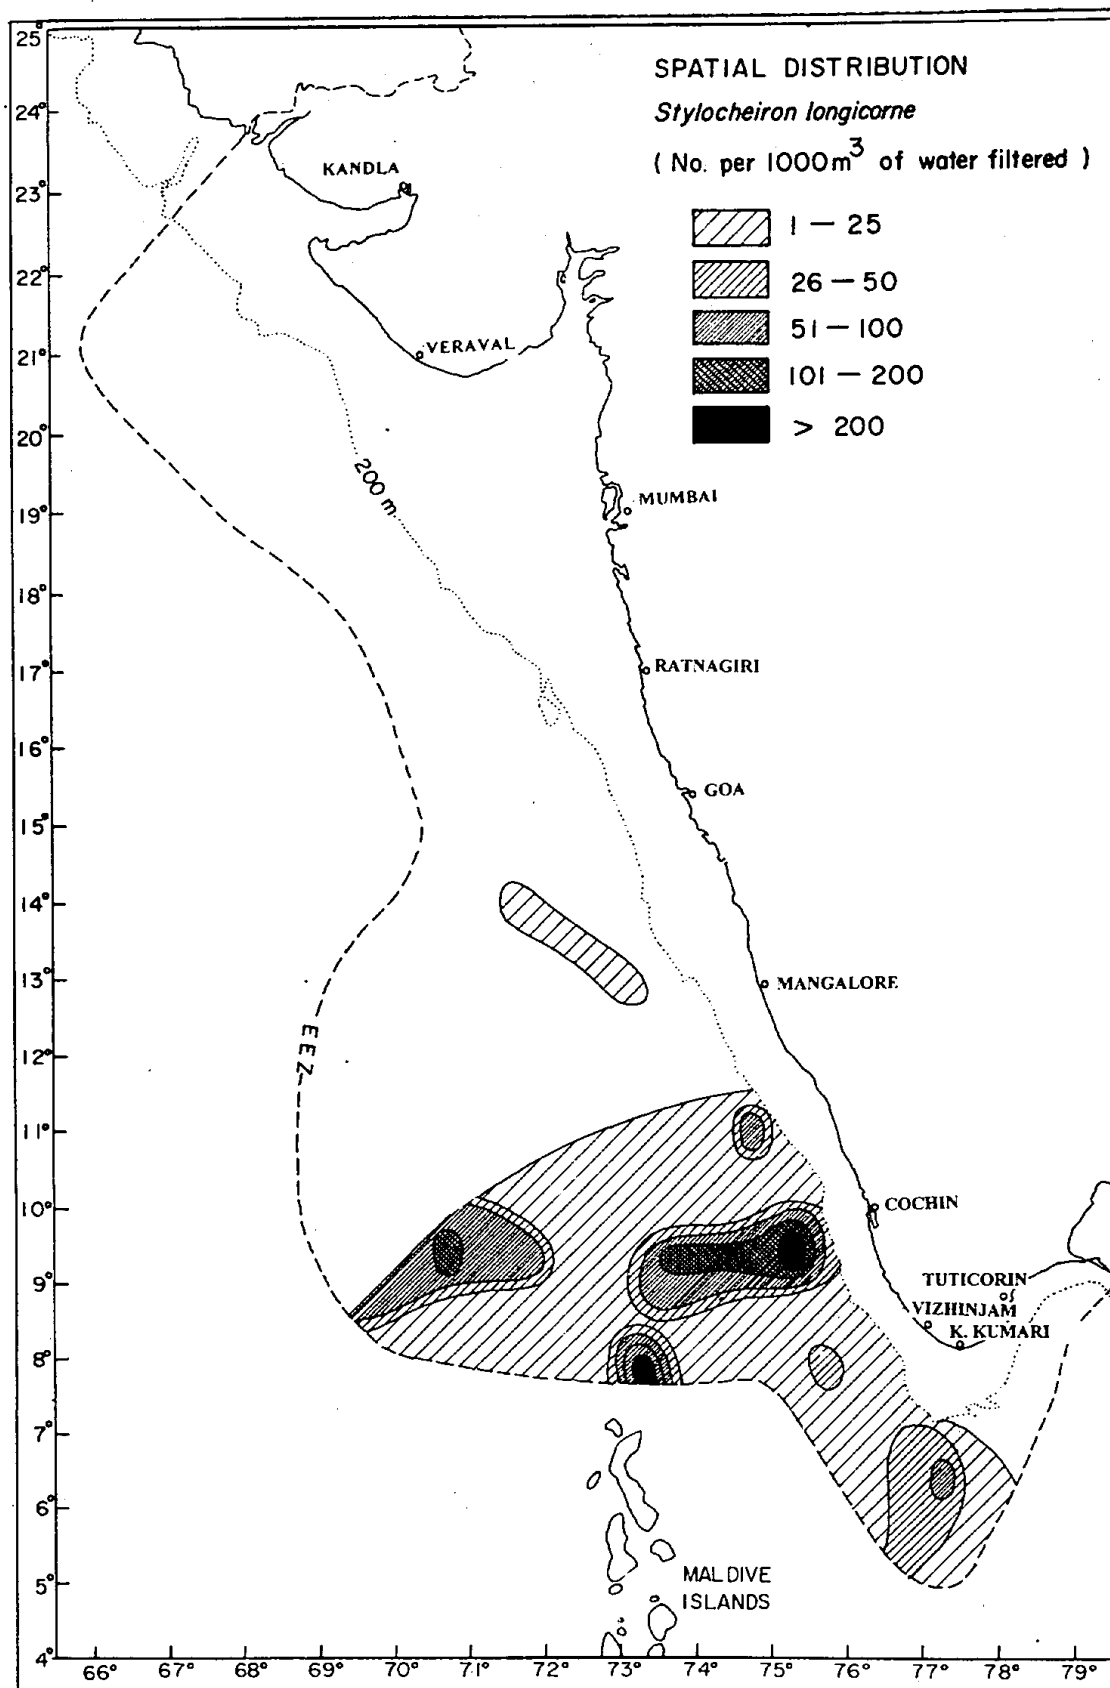 SPATIAL DISTRIBUTION
Stylocheiron longicorne
( No. per 1000m³ of water filtered )
1 — 25
26 — 50
51 — 100
101 — 200
> 200
25°
24°
23°
22°
21°
20°
19°
18°
17°
16°
15°
14°
13°
12°
11°
10°
9°
8°
7°
6°
5°
4°
KANDLA
VERAVAL
200 m
MUMBAI
RATNAGIRI
GOA
MANGALORE
EEZ
COCHIN
TUTICORIN
VIZHINJAM
K. KUMARI
MALDIVE
ISLANDS
66° 67° 68° 69° 70° 71° 72° 73° 74° 75° 76° 77° 78° 79°